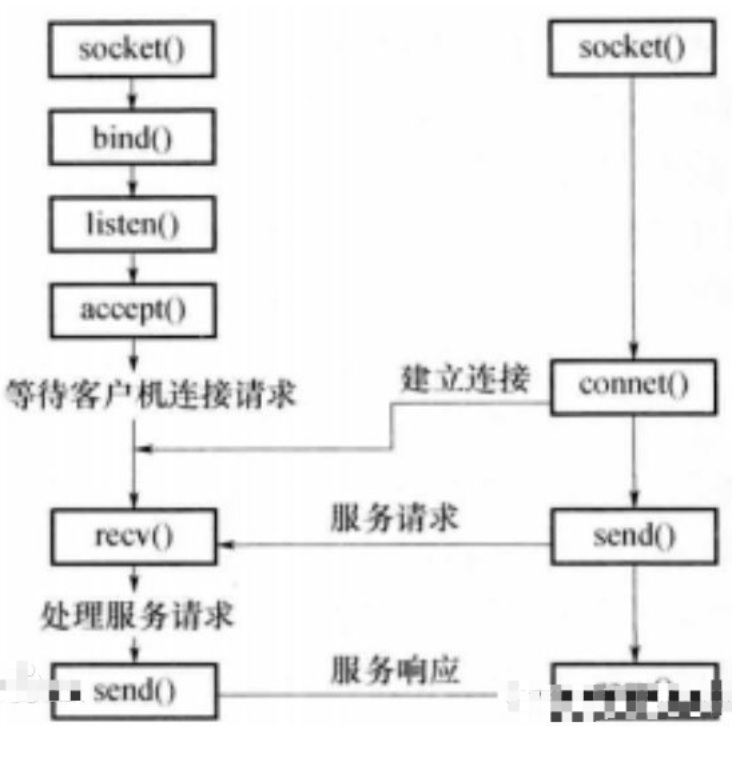 socket()
socket()
bind()
listen()
accept()
等待客户机连接请求
建立连接
connet()
recv()
服务请求
send()
处理服务请求
send()
服务响应